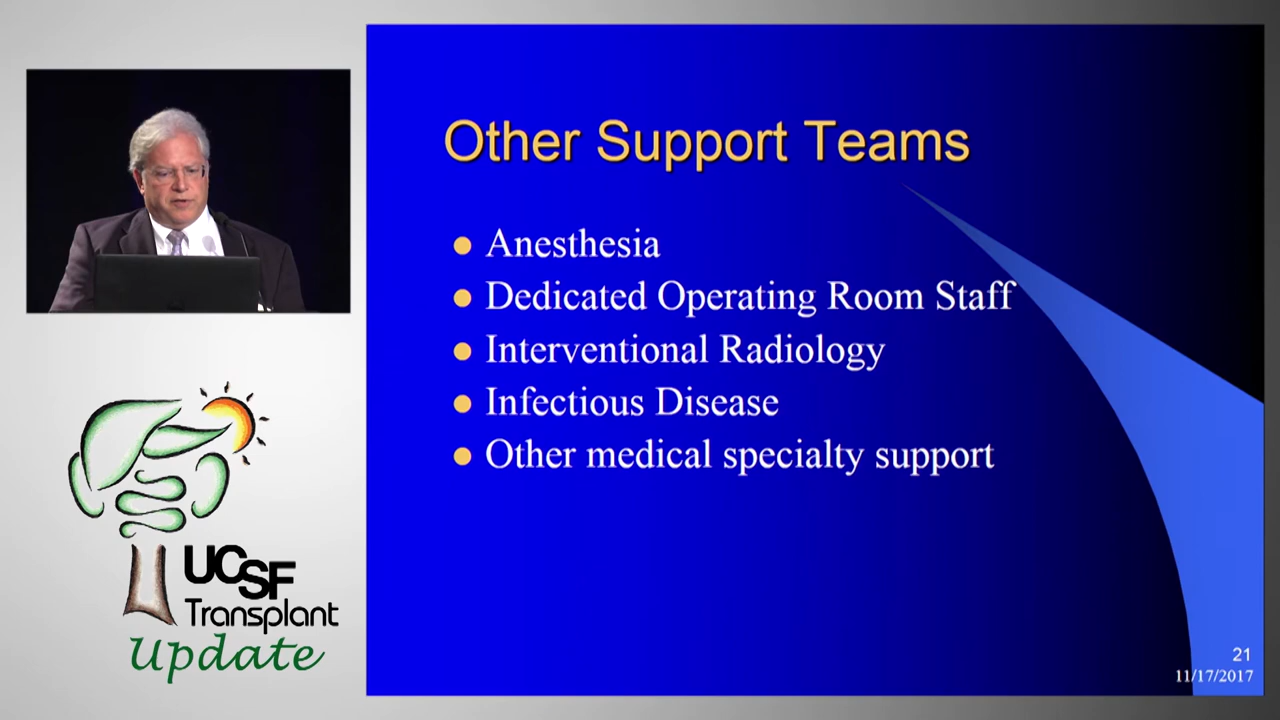 Other Support Teams
Anesthesia
Dedicated Operating Room Staff
Interventional Radiology
Infectious Disease
Other medical specialty support
UCSF
Transplant
Update
21
11/17/2017